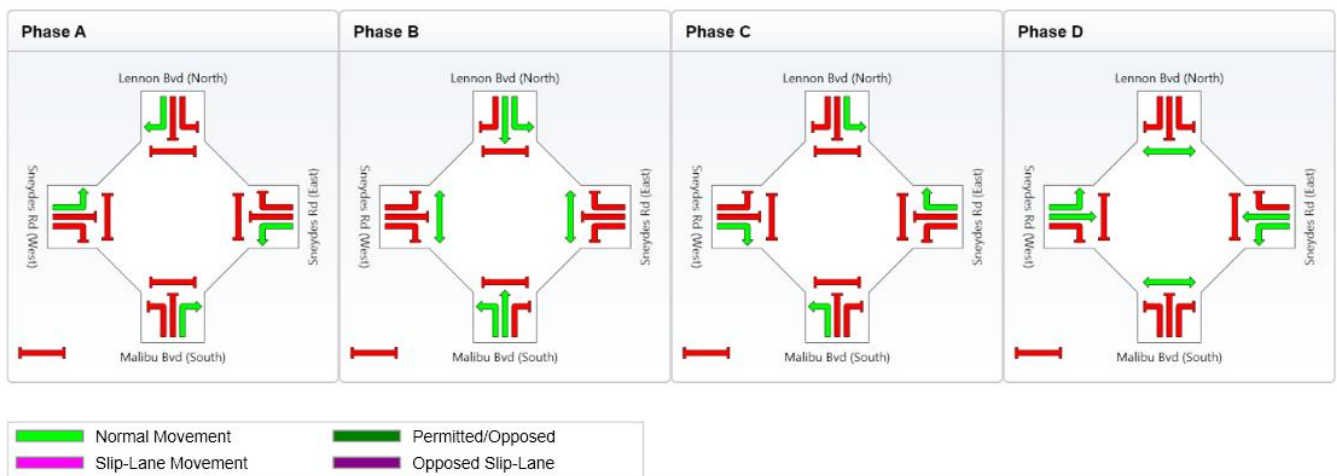 Phase A
Phase B
Phase C
Phase D
Lennon Bvd (North)
Lennon Bvd (North)
Lennon Bvd (North)
Lennon Bvd (North)
Sneydes Rd (West)
Sneydes Rd (East)
Sneydes Rd (West)
Sneydes Rd (East)
Sneydes Rd (West)
Sneydes Rd (East)
Sneydes Rd (West)
Sneydes Rd (East)
Malibu Bvd (South)
Malibu Bvd (South)
Malibu Bvd (South)
Malibu Bvd (South)
Normal Movement
Permitted/Opposed
Slip-Lane Movement
Opposed Slip-Lane